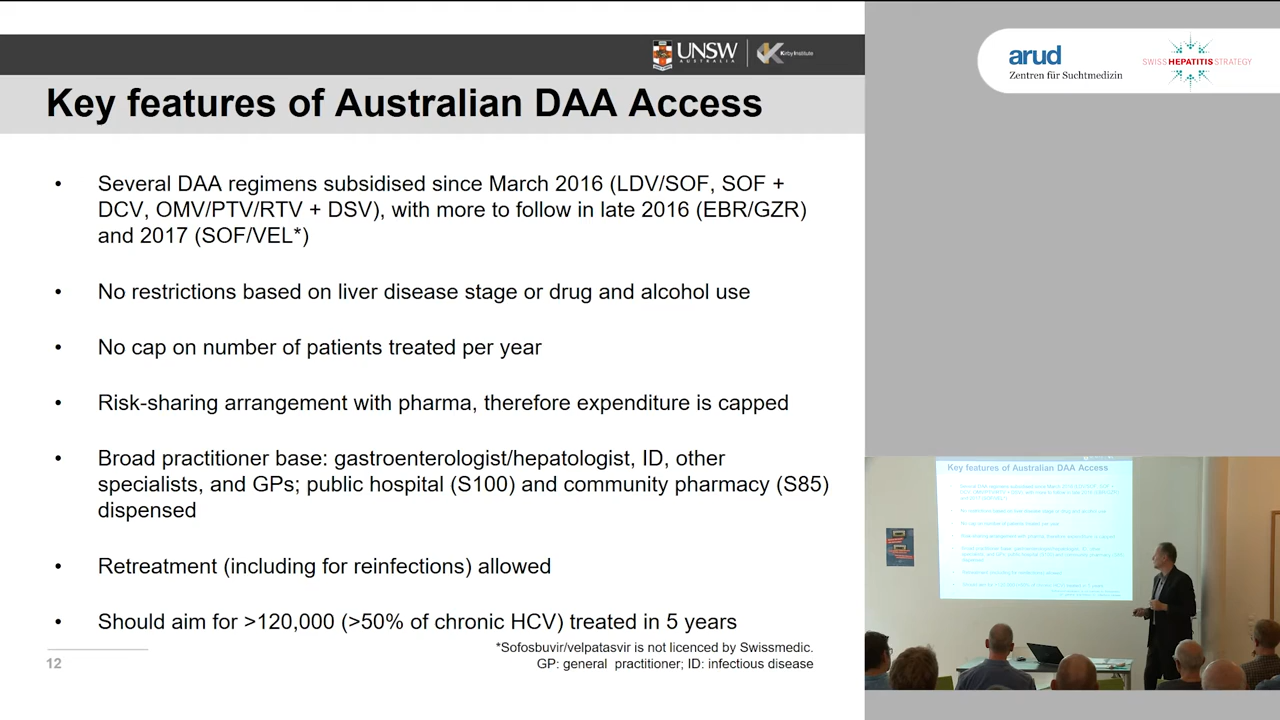 UNSW
AUSTRALIA
Kirby Institute
arud
Zentren für Suchtmedizin
SWISS HEPATITIS STRATEGY
Key features of Australian DAA Access
• Several DAA regimens subsidised since March 2016 (LDV/SOF, SOF +
DCV, OMV/PTV/RTV + DSV), with more to follow in late 2016 (EBR/GZR)
and 2017 (SOF/VEL*)
• No restrictions based on liver disease stage or drug and alcohol use
• No cap on number of patients treated per year
• Risk-sharing arrangement with pharma, therefore expenditure is capped
• Broad practitioner base: gastroenterologist/hepatologist, ID, other
specialists, and GPs; public hospital (S100) and community pharmacy (S85)
dispensed
• Retreatment (including for reinfections) allowed
• Should aim for >120,000 (>50% of chronic HCV) treated in 5 years
*Sofosbuvir/velpatasvir is not licenced by Swissmedic.
GP: general practitioner; ID: infectious disease
12
Key features of Australian DAA Access